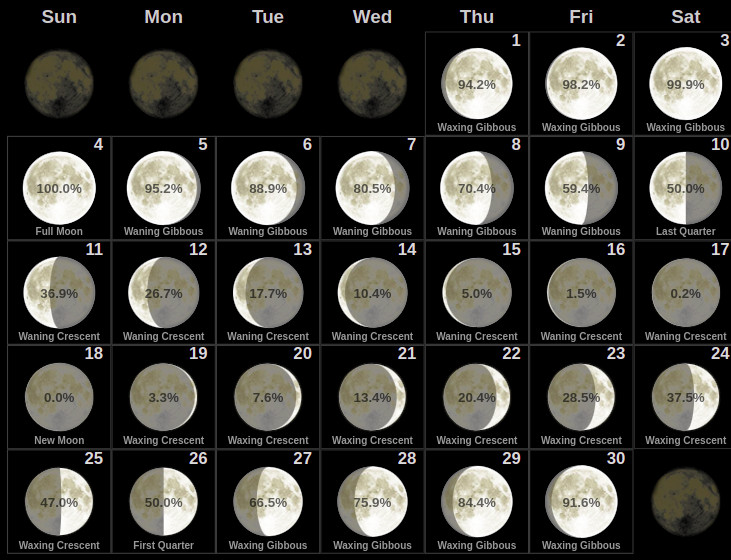 Sun Mon Tue Wed Thu Fri Sat
1 2 3
94.2% 98.2% 99.9%
Waxing Gibbous Waxing Gibbous Waxing Gibbous
4 5 6 7 8 9 10
100.0% 95.2% 88.9% 80.5% 70.4% 59.4% 50.0%
Full Moon Waning Gibbous Waning Gibbous Waning Gibbous Waning Gibbous Waning Gibbous Last Quarter
11 12 13 14 15 16 17
36.9% 26.7% 17.7% 10.4% 5.0% 1.5% 0.2%
Waning Crescent Waning Crescent Waning Crescent Waning Crescent Waning Crescent Waning Crescent Waning Crescent
18 19 20 21 22 23 24
0.0% 3.3% 7.6% 13.4% 20.4% 28.5% 37.5%
New Moon Waxing Crescent Waxing Crescent Waxing Crescent Waxing Crescent Waxing Crescent Waxing Crescent
25 26 27 28 29 30
47.0% 50.0% 66.5% 75.9% 84.4% 91.6%
Waxing Crescent First Quarter Waxing Gibbous Waxing Gibbous Waxing Gibbous Waxing Gibbous